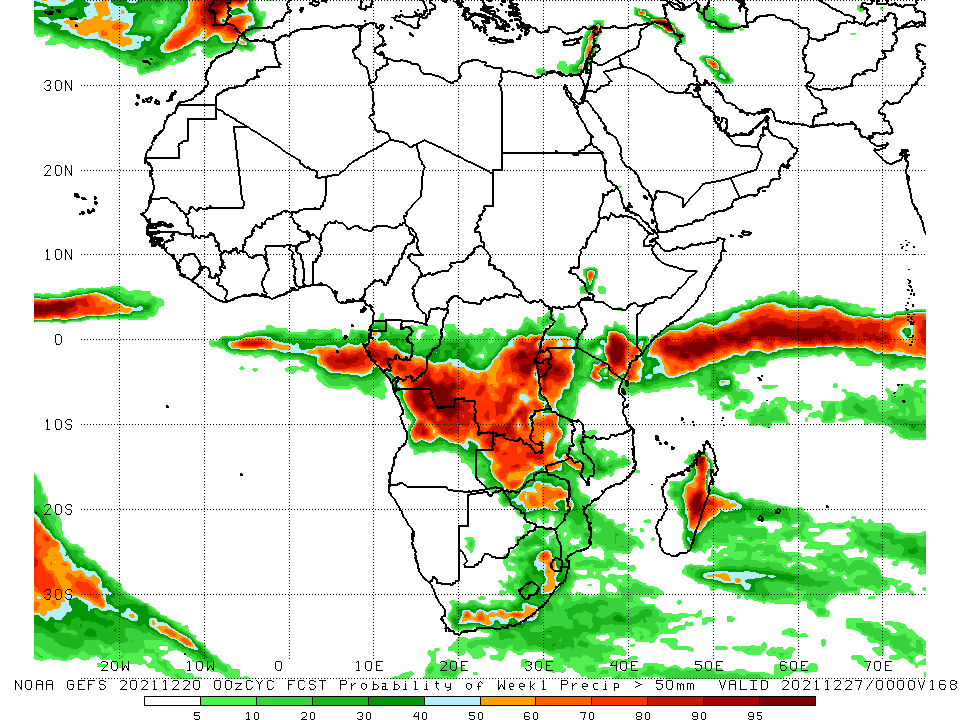 30N
20N
10N
0
10S
20S
30S
20W 10W 0 10E 20E 30E 40E 50E 60E 70E
NOAA GEFS 20211220 00zCYC FCST Probability of Week1 Precip > 50mm VALID 20211227/0000V168
5 10 20 30 40 50 60 70 80 90 95